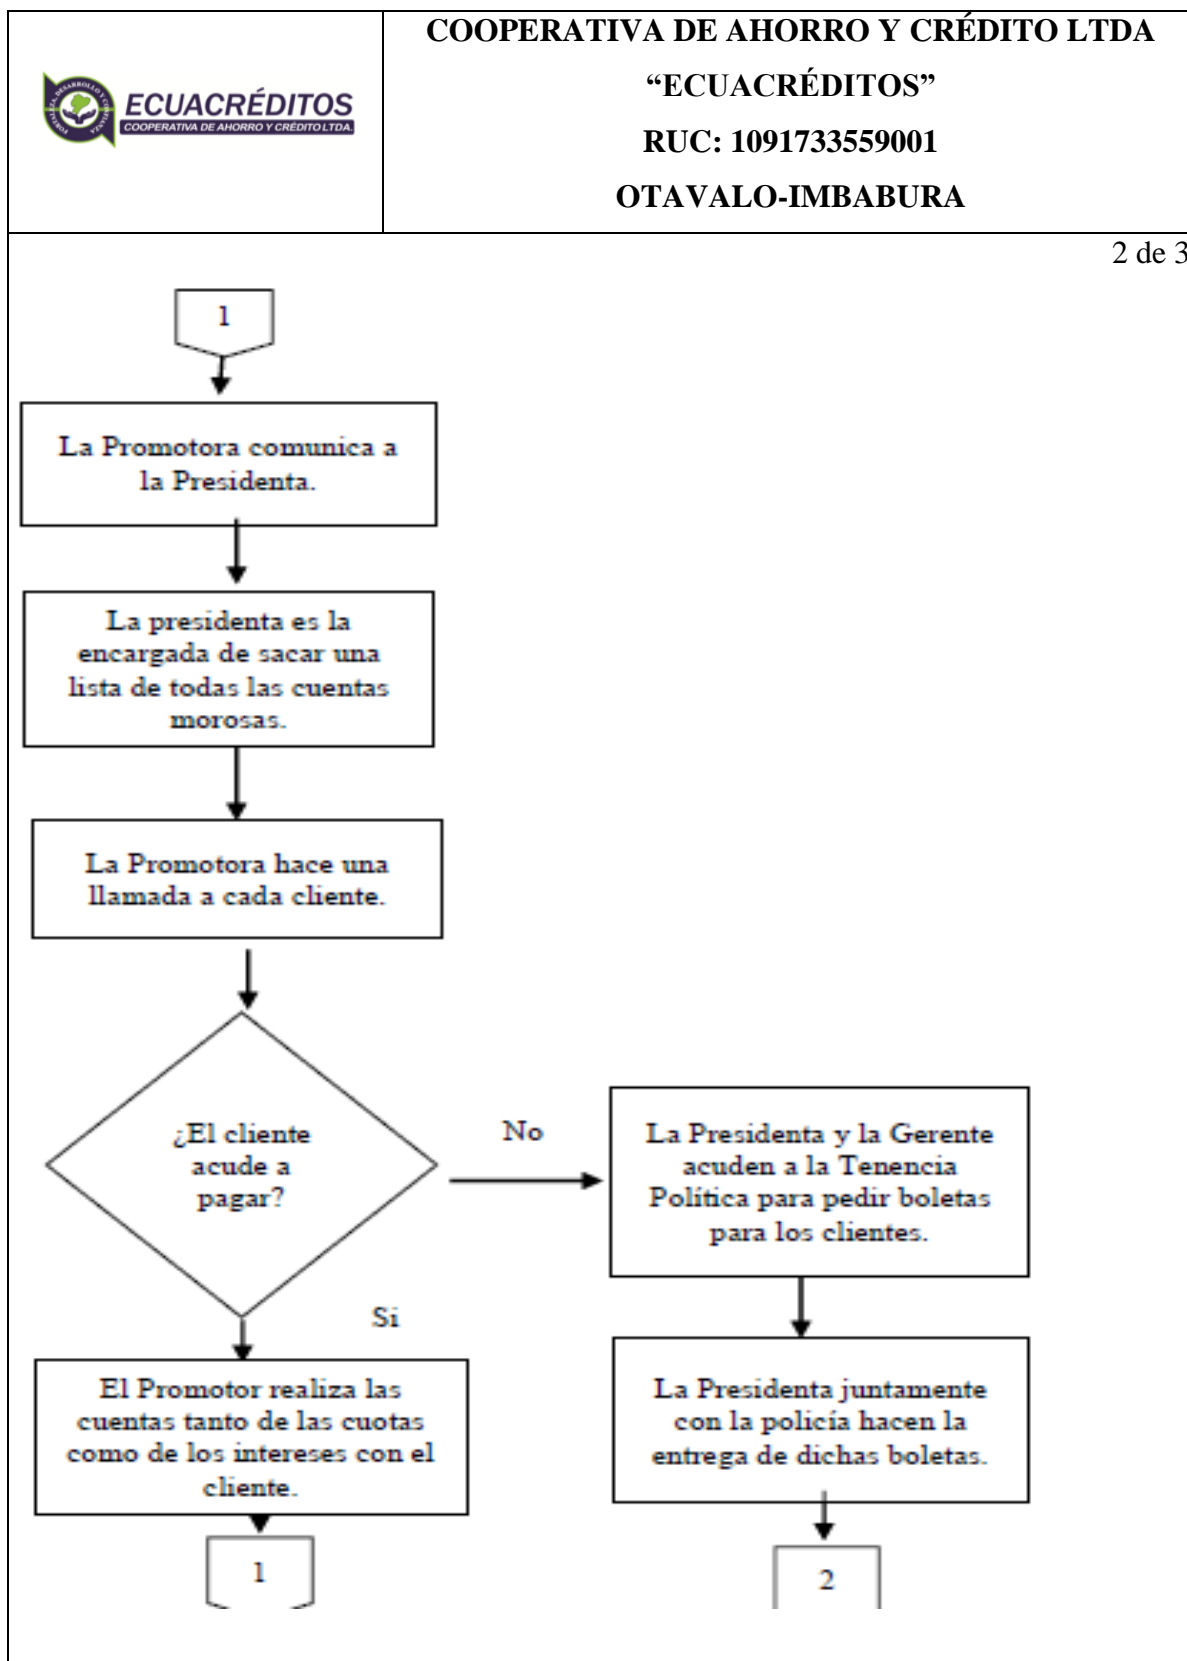 FORTALEZA, DESARROLLO Y CONFIANZA
ECUACRÉDITOS
COOPERATIVA DE AHORRO Y CRÉDITO LTDA.
COOPERATIVA DE AHORRO Y CRÉDITO LTDA
“ECUACRÉDITOS”
RUC: 1091733559001
OTAVALO-IMBABURA
2 de 3
1
La Promotora comunica a
la Presidenta.
La presidenta es la
encargada de sacar una
lista de todas las cuentas
morosas.
La Promotora hace una
llamada a cada cliente.
¿El cliente
acude a
pagar?
No
La Presidenta y la Gerente
acuden a la Tenencia
Política para pedir boletas
para los clientes.
Si
El Promotor realiza las
cuentas tanto de las cuotas
como de los intereses con el
cliente.
La Presidenta juntamente
con la policía hacen la
entrega de dichas boletas.
1
2